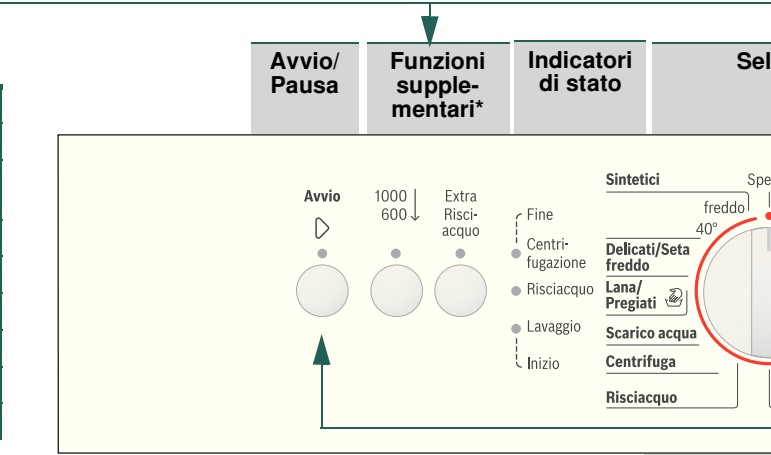 Avvio/
Pausa
Funzioni
supple-
mentari*
Indicatori
di stato
Sel
Avvio
1000
600
Extra
Risci-
acquo
Fine
Centri-
fugazione
Risciacquo
Lavaggio
Inizio
Sintetici
Spe
freddo
40°
Delicati/Seta
freddo
Lana/
Pregiati
Scarico acqua
Centrifuga
Risciacquo